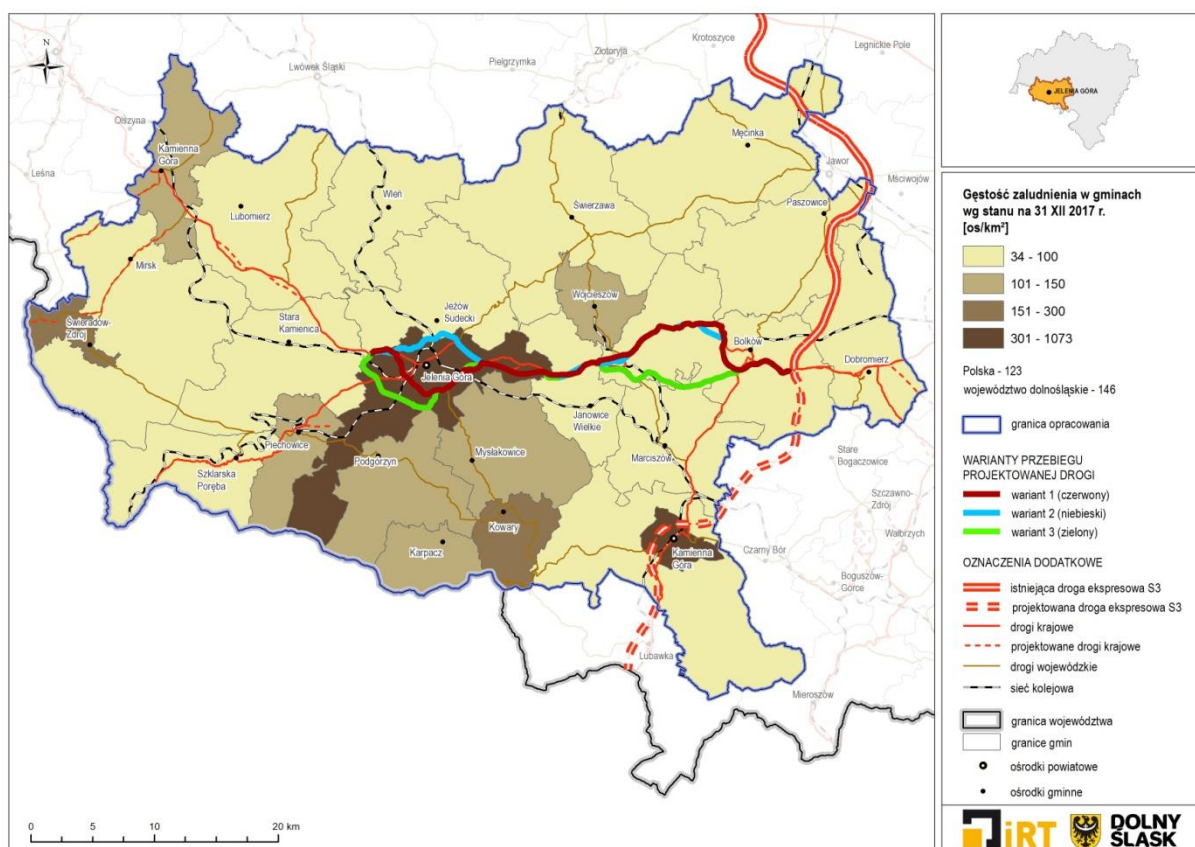 N
Krotoszyce
Legnickie Pole
Złotoryja
Pielgrzymka
Lwówek Śląski
Olszyna
Męcinka
Leśna
Kamienna
Góra
Jawor
Mściwojów
Wleń
Lubomierz
Świerzawa
Paszowice
Mirsk
Wojcieszów
Jeżów
Sudecki
Stara
Kamienica
Świeradów-
Zdrój
Bolków
Dobromierz
Jelenia Góra
Janowice
Wielkie
Piechowice
Mysłakowice
Marciszów
Stare
Bogaczowice
Podgórzyn
Szklarska
Poręba
Szczawno-
Zdrój
Kowary
Wałbrzych
Karpacz
Kamienna
Góra
Czarny Bór
Boguszów-
Gorce
Lubawka
Mieroszów
0 5 10 20 km
JELENIA GÓRA
Gęstość zaludnienia w gminach
wg stanu na 31 XII 2017 r.
[os/km²]
34 - 100
101 - 150
151 - 300
301 - 1073
Polska - 123
województwo dolnośląskie - 146
granica opracowania
WARIANTY PRZEBIEGU
PROJEKTOWANEJ DROGI
wariant 1 (czerwony)
wariant 2 (niebieski)
wariant 3 (zielony)
OZNACZENIA DODATKOWE
istniejąca droga ekspresowa S3
projektowana droga ekspresowa S3
drogi krajowe
projektowane drogi krajowe
drogi wojewódzkie
sieć kolejowa
granica województwa
granice gmin
ośrodki powiatowe
ośrodki gminne
iRT
DOLNY
ŚLĄSK